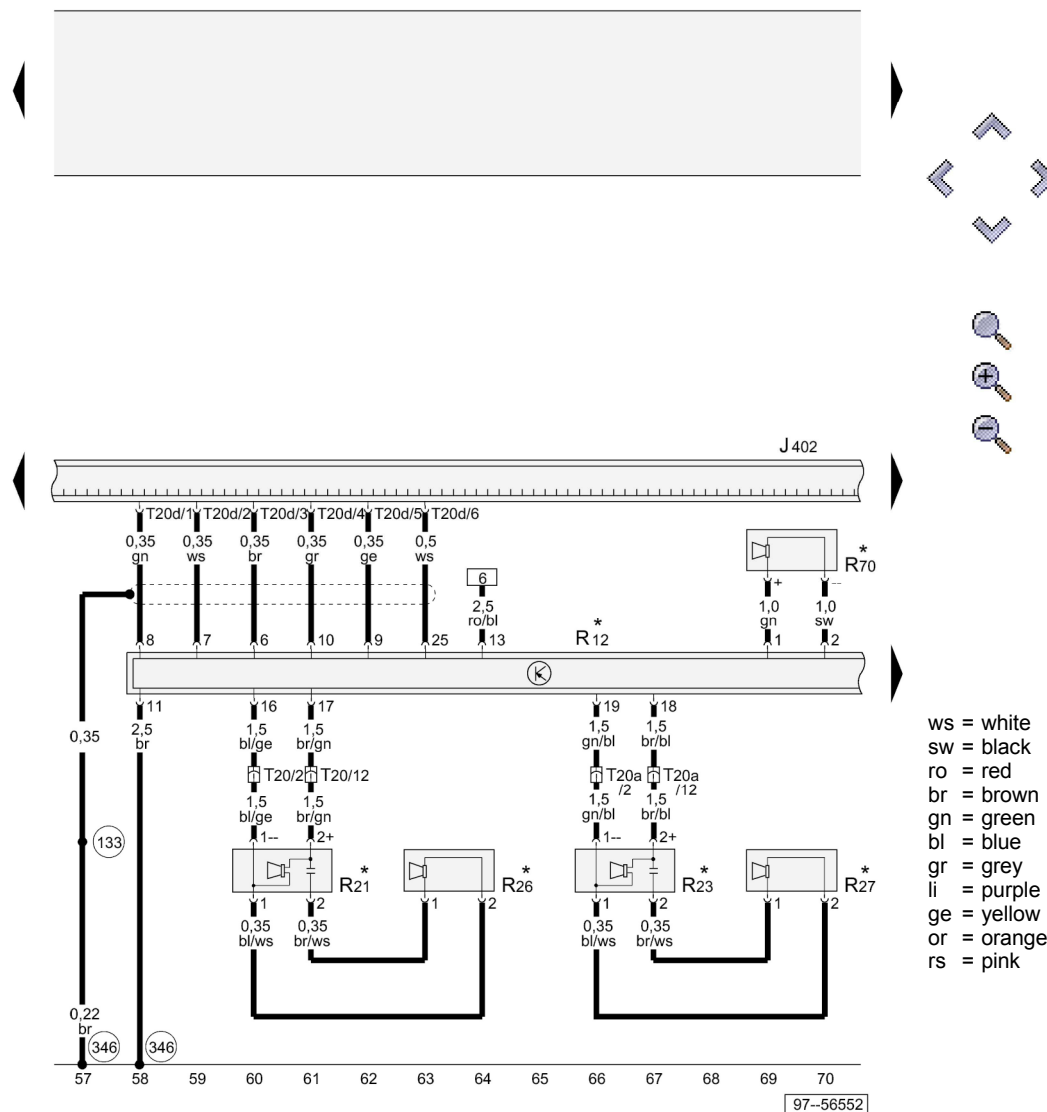 J 402
T20d/1 T20d/2 T20d/3 T20d/4 T20d/5 T20d/6
0,35 0,35 0,35 0,35 0,35 0,5
gn ws br gr ge ws
R70 *
6
+ --
2,5
ro/bl
1,0 1,0
gn sw
8 7 6 10 9 25 13 R 12 * 1 2
11 16 17 19 18
0,35
2,5
br
1,5 1,5 1,5 1,5
bl/ge br/gn gn/bl br/bl
T20/2 T20/12 T20a/2 T20a/12
1,5 1,5 1,5 1,5
bl/ge br/gn gn/bl br/bl
133
1-- 2+ 1-- 2+
R21 * R26 * R23 * R27 *
1 2 1 2 1 2 1 2
0,35 0,35 0,35 0,35
bl/ws br/ws bl/ws br/ws
0,22
br
346 346
57 58 59 60 61 62 63 64 65 66 67 68 69 70
97--56552
ws = white
sw = black
ro = red
br = brown
gn = green
bl = blue
gr = grey
li = purple
ge = yellow
or = orange
rs = pink